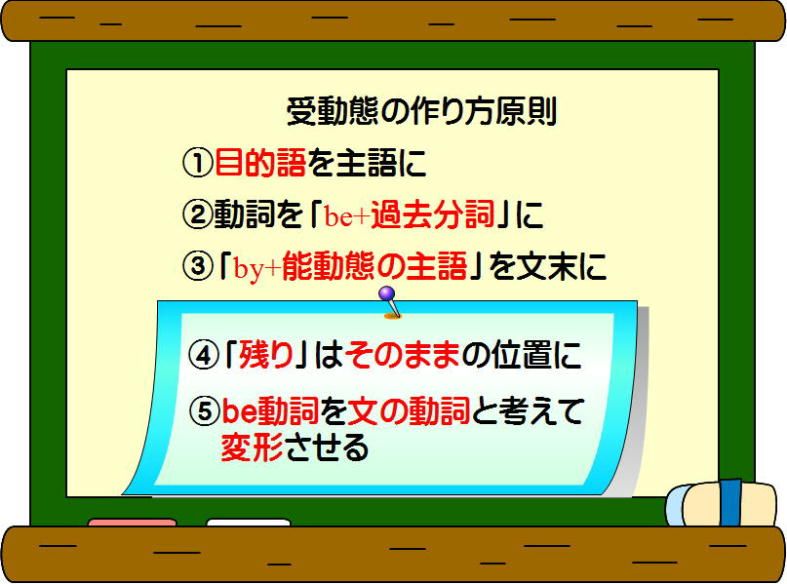 受動態の作り方原則
①目的語を主語に
②動詞を「be+過去分詞」に
③「by+能動態の主語」を文末に
④「残り」はそのままの位置に
⑤be動詞を文の動詞と考えて
変形させる